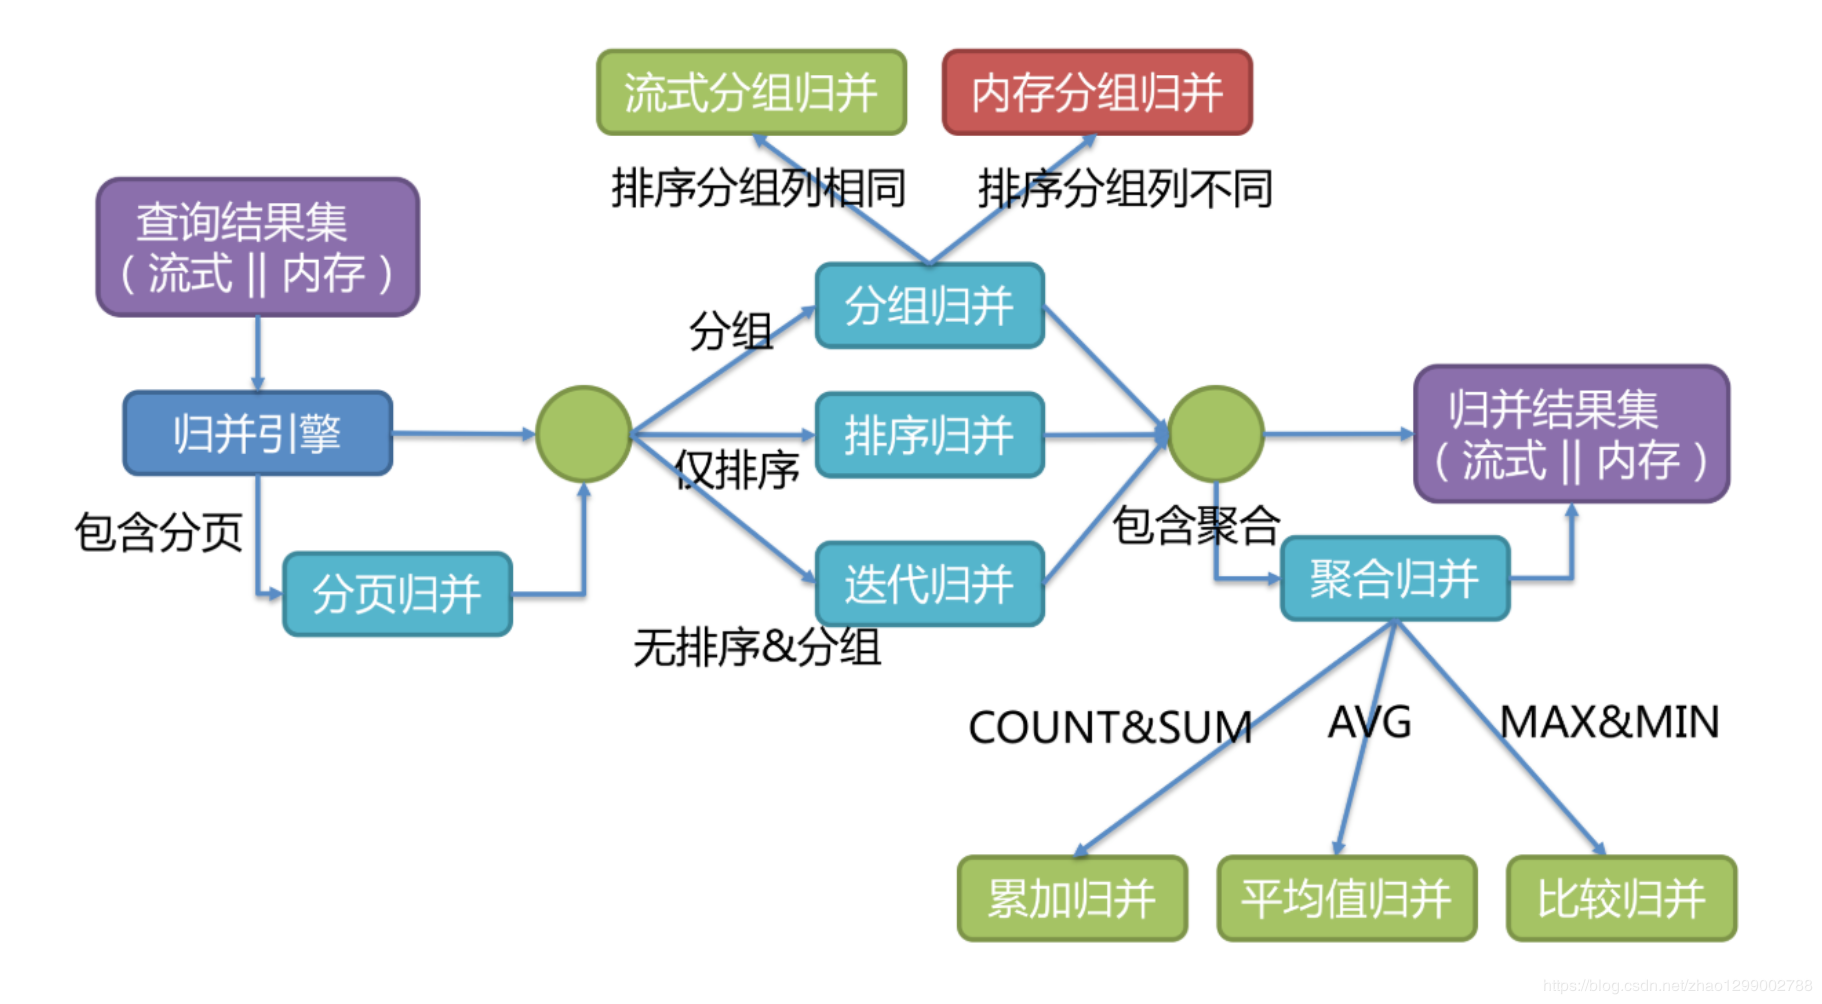 流式分组归并
内存分组归并
排序分组列相同
排序分组列不同
查询结果集
（ 流式 || 内存 ）
分组归并
分组
归并引擎
排序归并
仅排序
归并结果集
（ 流式 || 内存 ）
包含分页
包含聚合
分页归并
迭代归并
聚合归并
无排序&分组
COUNT&SUM
AVG
MAX&MIN
累加归并
平均值归并
比较归并
https://blog.csdn.net/zhao1299002788